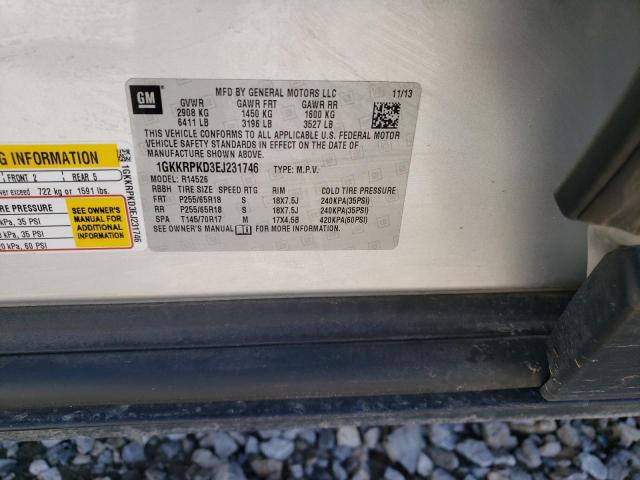 GM
MFD BY GENERAL MOTORS LLC
11/13
GVWR GAWR FRT GAWR RR
2908 KG 1450 KG 1600 KG
6411 LB 3196 LB 3527 LB
THIS VEHICLE CONFORMS TO ALL APPLICABLE U.S. FEDERAL MOTOR
VEHICLE SAFETY STANDARDS IN EFFECT ON THE DATE OF
MANUFACTURE SHOWN ABOVE.
1GKKRPKD3EJ231746 TYPE: M.P.V.
MODEL: R14526
RBBH TIRE SIZE SPEED RTG RIM COLD TIRE PRESSURE
FRT P255/65R18 S 18X7.5J 240KPA(35PSI)
RR P255/65R18 S 18X7.5J 240KPA(35PSI)
SPA T145/70R17 M 17X4.5B 420KPA(60PSI)
SEE OWNER'S MANUAL FOR MORE INFORMATION.
G INFORMATION
FRONT 2 REAR 5
exceed 722 kg or 1591 lbs.
RE PRESSURE
kPa, 35 PSI
kPa, 35 PSI
0 kPa, 60 PSI
SEE OWNER'S
MANUAL FOR
ADDITIONAL
INFORMATION
1GKKRPKD3EJ231746